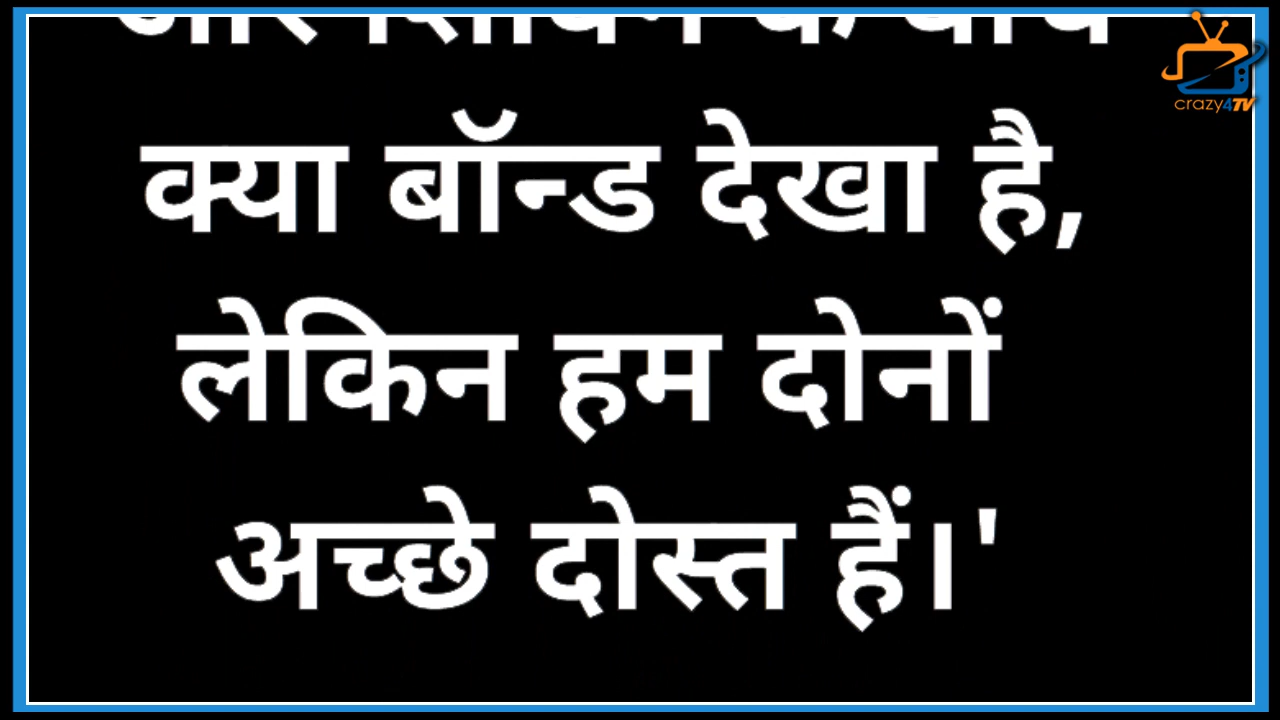 क्या बॉन्ड देखा है,
लेकिन हम दोनों
अच्छे दोस्त हैं।'
crazy4TV